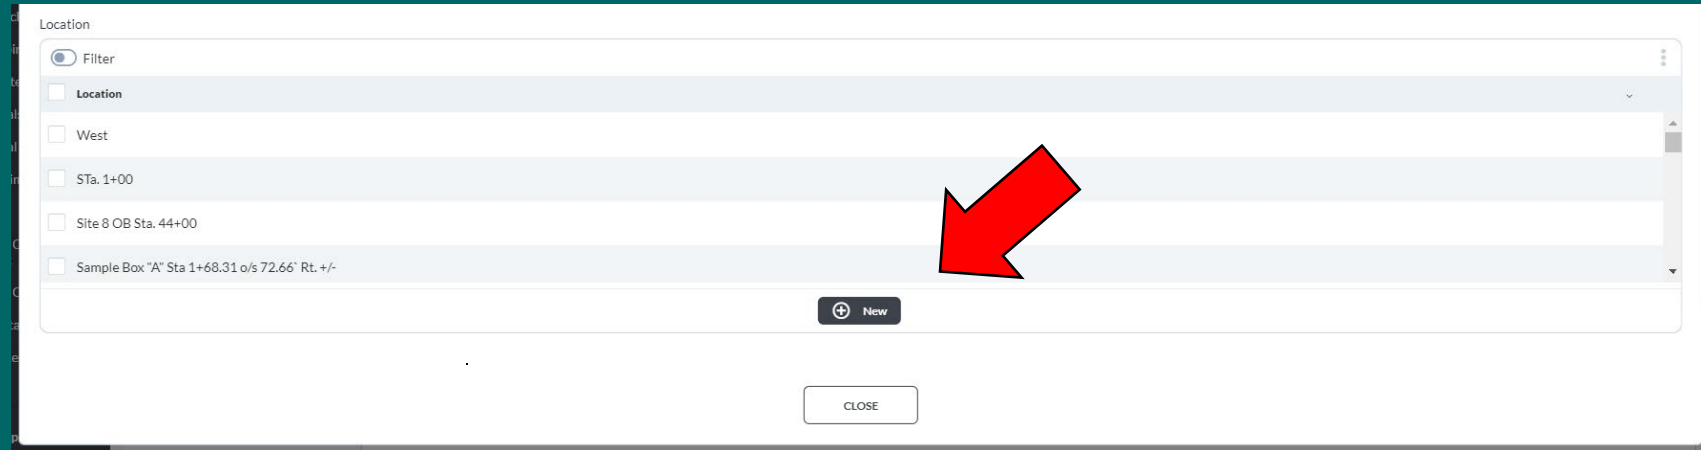 Location
Filter
Location
West
STa. 1+00
Site 8 OB Sta. 44+00
Sample Box "A" Sta 1+68.31 o/s 72.66` Rt. +/-
New
.
CLOSE